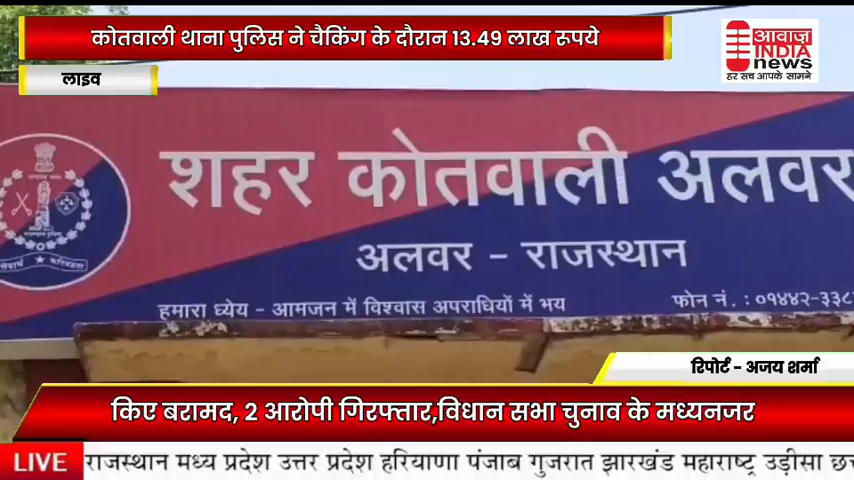 कोतवाली थाना पुलिस ने चैकिंग के दौरान 13.49 लाख रूपये
आवाज़
INDIA
news
हर सच आपके सामने
लाइव
शहर कोतवाली अलवर
अलवर - राजस्थान
हमारा ध्येय - आमजन में विश्वास अपराधियों में भय
फोन नं. : ०१४४२-३३८
रिपोर्ट - अजय शर्मा
किए बरामद, 2 आरोपी गिरफ्तार,विधान सभा चुनाव के मध्यनजर
LIVE
राजस्थान मध्य प्रदेश उत्तर प्रदेश हरियाणा पंजाब गुजरात झारखंड महाराष्ट्र उड़ीसा